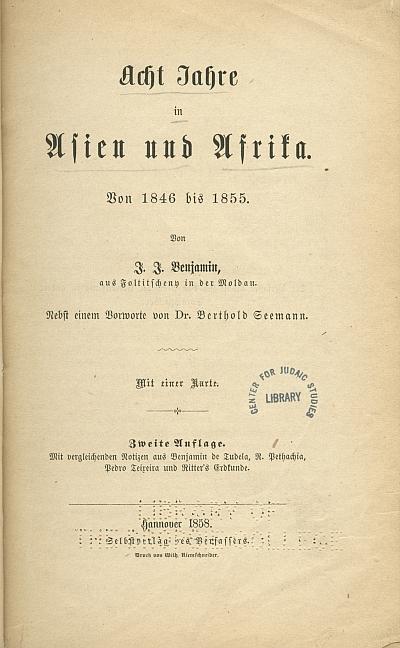 Acht Jahre
in
Asien und Afrika.
Von 1846 bis 1855.
Von
J. J. Benjamin,
aus Foltitscheny in der Moldau.
Nebst einem Vorworte von Dr. Berthold Seemann.
Mit einer Karte.
CENTER FOR JUDAIC STUDIES
LIBRARY
Zweite Auflage.
Mit vergleichenden Notizen aus Benjamin de Tudela, R. Pethachia,
Pedro Teixeira und Ritter's Erdkunde.
Hannover 1858.
Selbstverlag des Verfassers.
Druck von Wilh. Riemschneider.